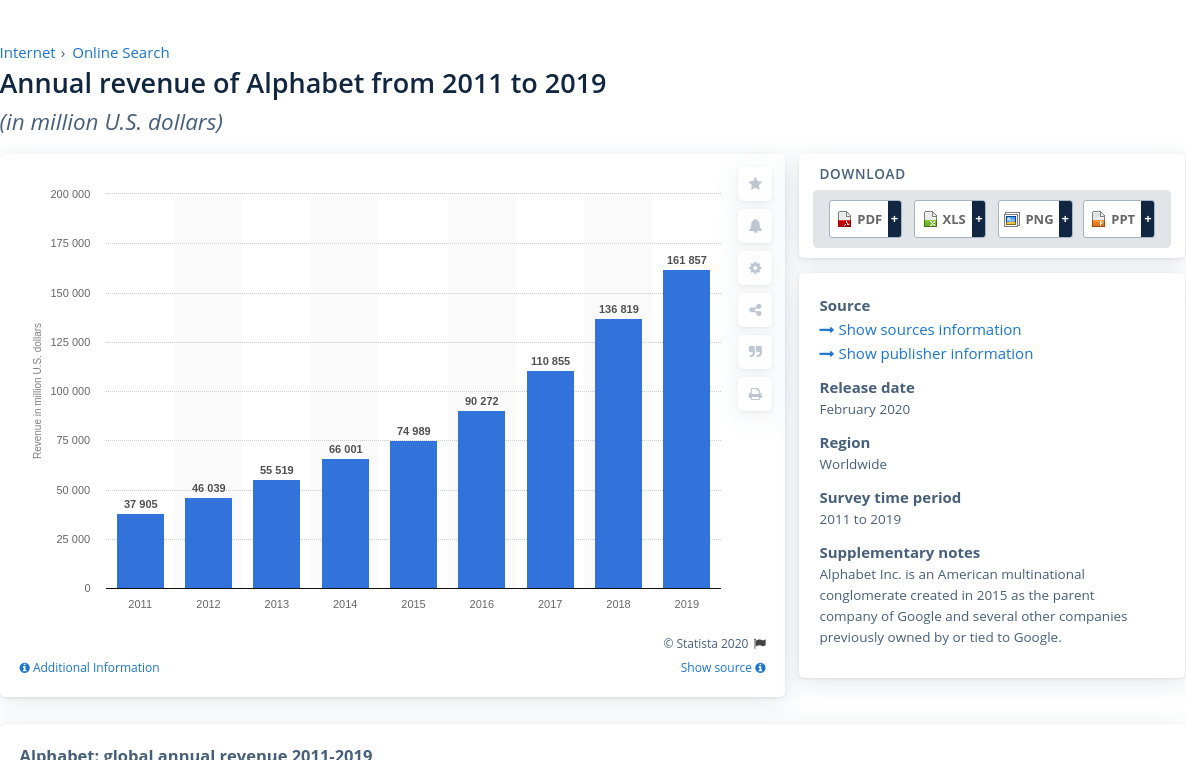 Internet › Online Search
Annual revenue of Alphabet from 2011 to 2019
(in million U.S. dollars)
Revenue in million U.S. dollars
200 000
175 000
150 000
125 000
100 000
75 000
50 000
25 000
0
37 905
46 039
55 519
66 001
74 989
90 272
110 855
136 819
161 857
2011 2012 2013 2014 2015 2016 2017 2018 2019
© Statista 2020
Additional Information
Show source
DOWNLOAD
PDF + XLS + PNG + PPT +
Source
Show sources information
Show publisher information
Release date
February 2020
Region
Worldwide
Survey time period
2011 to 2019
Supplementary notes
Alphabet Inc. is an American multinational
conglomerate created in 2015 as the parent
company of Google and several other companies
previously owned by or tied to Google.
Alphabet: global annual revenue 2011-2019